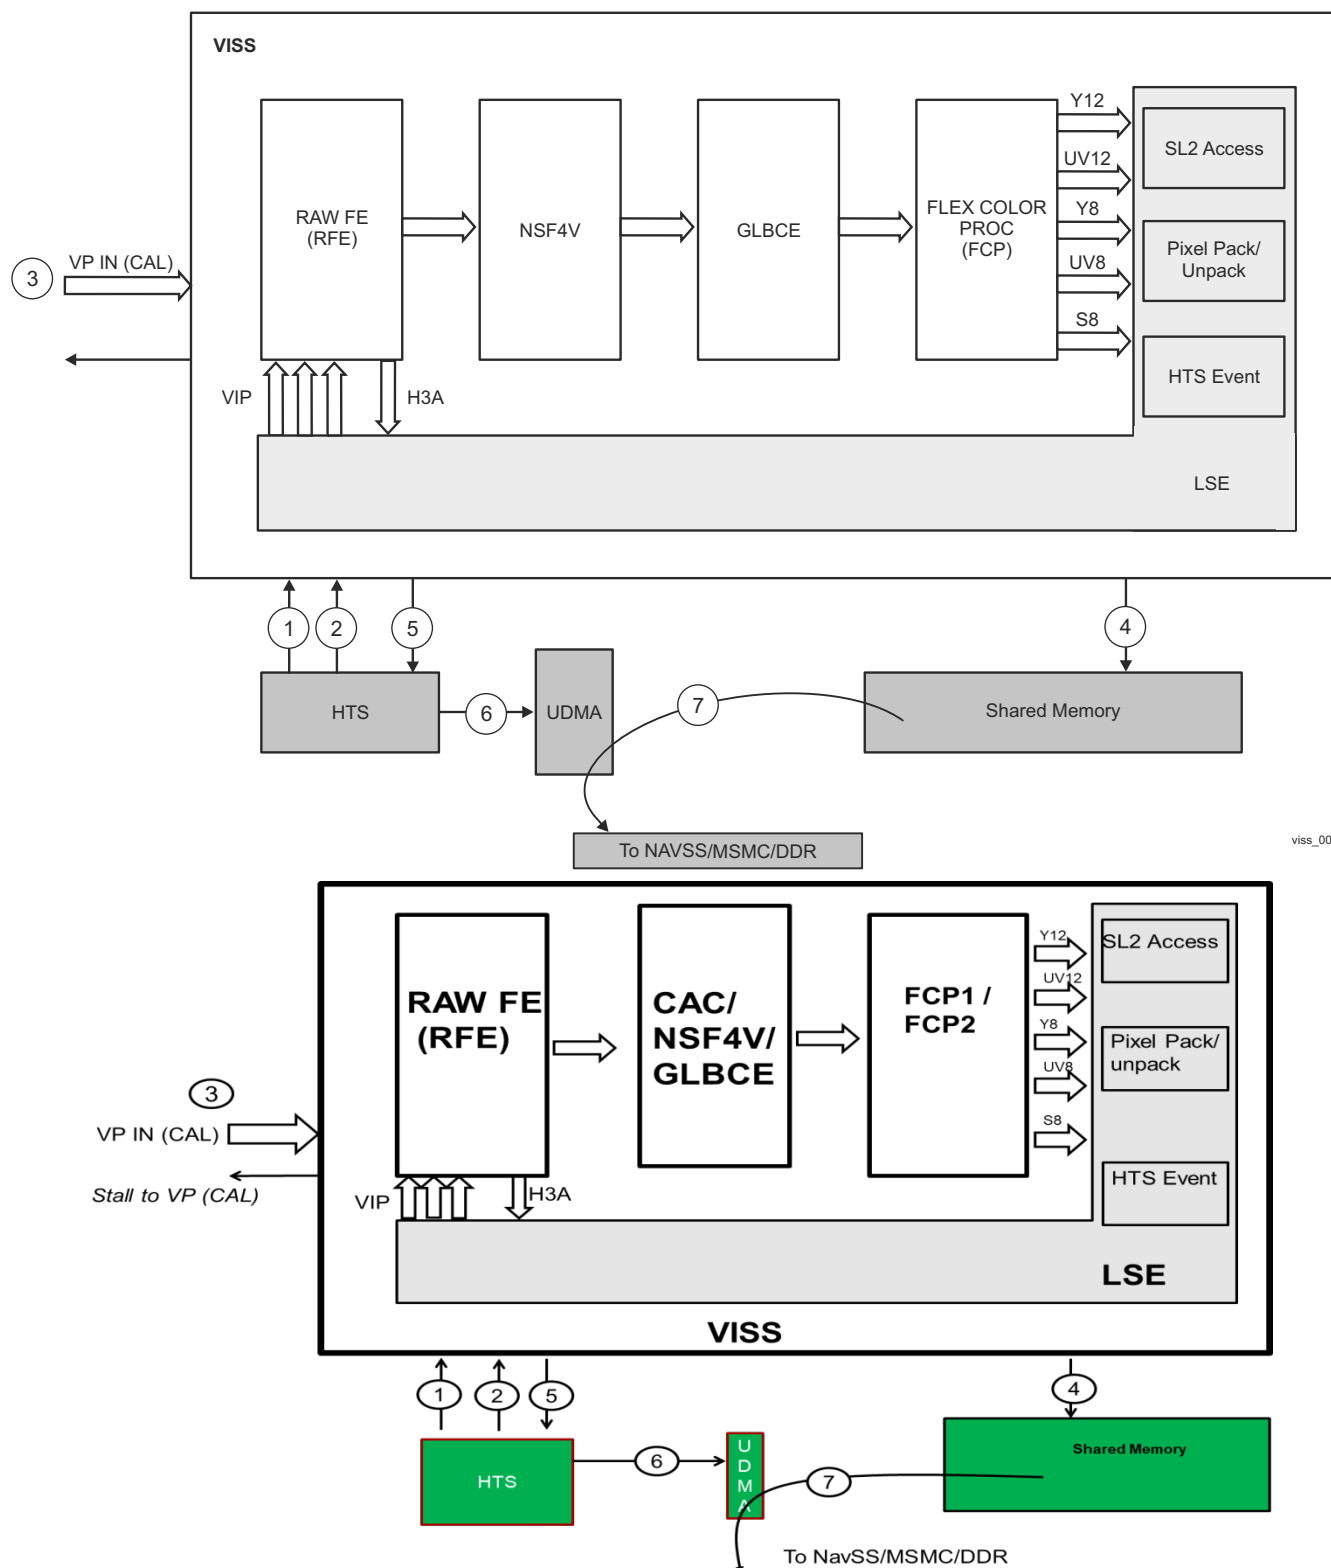 VISS
Y12
SL2 Access
UV12
RAW FE
(RFE)
NSF4V
GLBCE
FLEX COLOR
PROC
(FCP)
Y8
Pixel Pack/
Unpack
3
VP IN (CAL)
UV8
S8
HTS Event
VIP
H3A
LSE
1
2
5
4
HTS
6
UDMA
7
Shared Memory
To NAVSS/MSMC/DDR
viss_00
Y12
SL2 Access
UV12
RAW FE
(RFE)
CAC/
NSF4V/
GLBCE
FCP1 /
FCP2
Y8
Pixel Pack/
unpack
UV8
3
VP IN (CAL)
S8
Stall to VP (CAL)
VIP
H3A
HTS Event
LSE
VISS
1
2
5
4
HTS
6
U
D
M
A
7
Shared Memory
To NavSS/MSMC/DDR